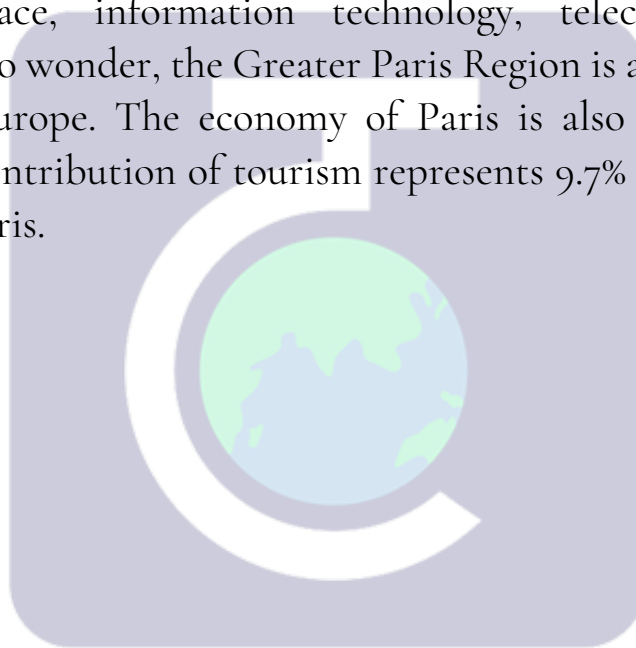 ace, information technology, telec
o wonder, the Greater Paris Region is a
urope. The economy of Paris is also
ntribution of tourism represents 9.7%
ris.